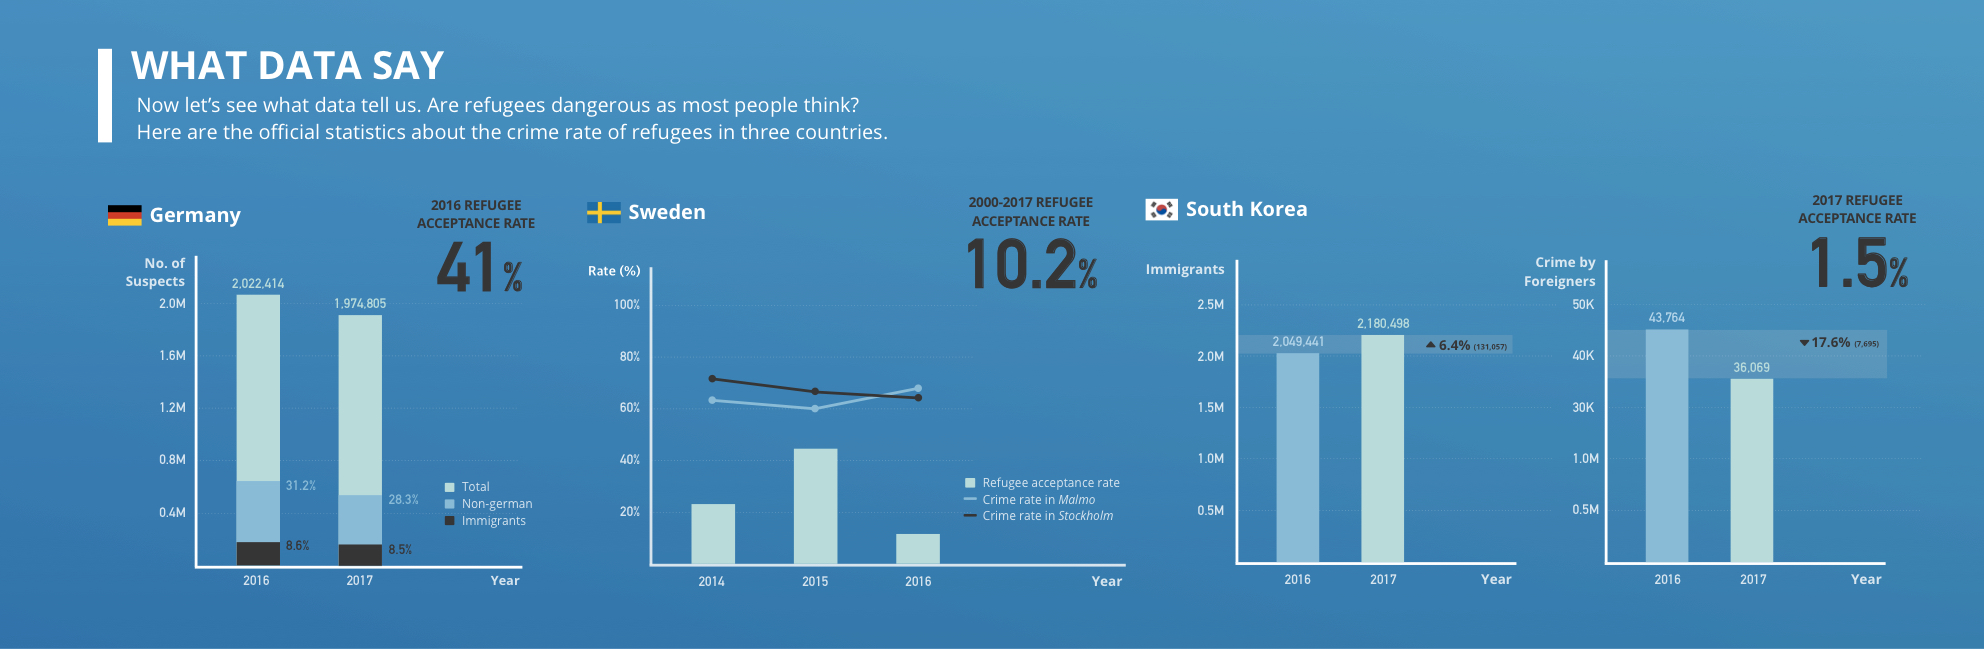 WHAT DATA SAY
Now let's see what data tell us. Are refugees dangerous as most people think?
Here are the official statistics about the crime rate of refugees in three countries.
Germany
2016 REFUGEE
ACCEPTANCE RATE
41%
No. of
Suspects
2.0M
1.6M
1.2M
0.8M
0.4M
2,022,414
1,974,805
31.2%
28.3%
8.6%
8.5%
Total
Non-german
Immigrants
2016
2017
Year
Sweden
2000-2017 REFUGEE
ACCEPTANCE RATE
10.2%
Rate (%)
100%
80%
60%
40%
20%
Refugee acceptance rate
Crime rate in Malmo
Crime rate in Stockholm
2014
2015
2016
Year
South Korea
2017 REFUGEE
ACCEPTANCE RATE
1.5%
Immigrants
2.5M
2.0M
1.5M
1.0M
0.5M
2,049,441
2,180,498
▲ 6.4% (131,057)
2016
2017
Year
Crime by
Foreigners
50K
40K
30K
1.0M
0.5M
43,764
36,069
▼ 17.6% (7,695)
2016
2017
Year